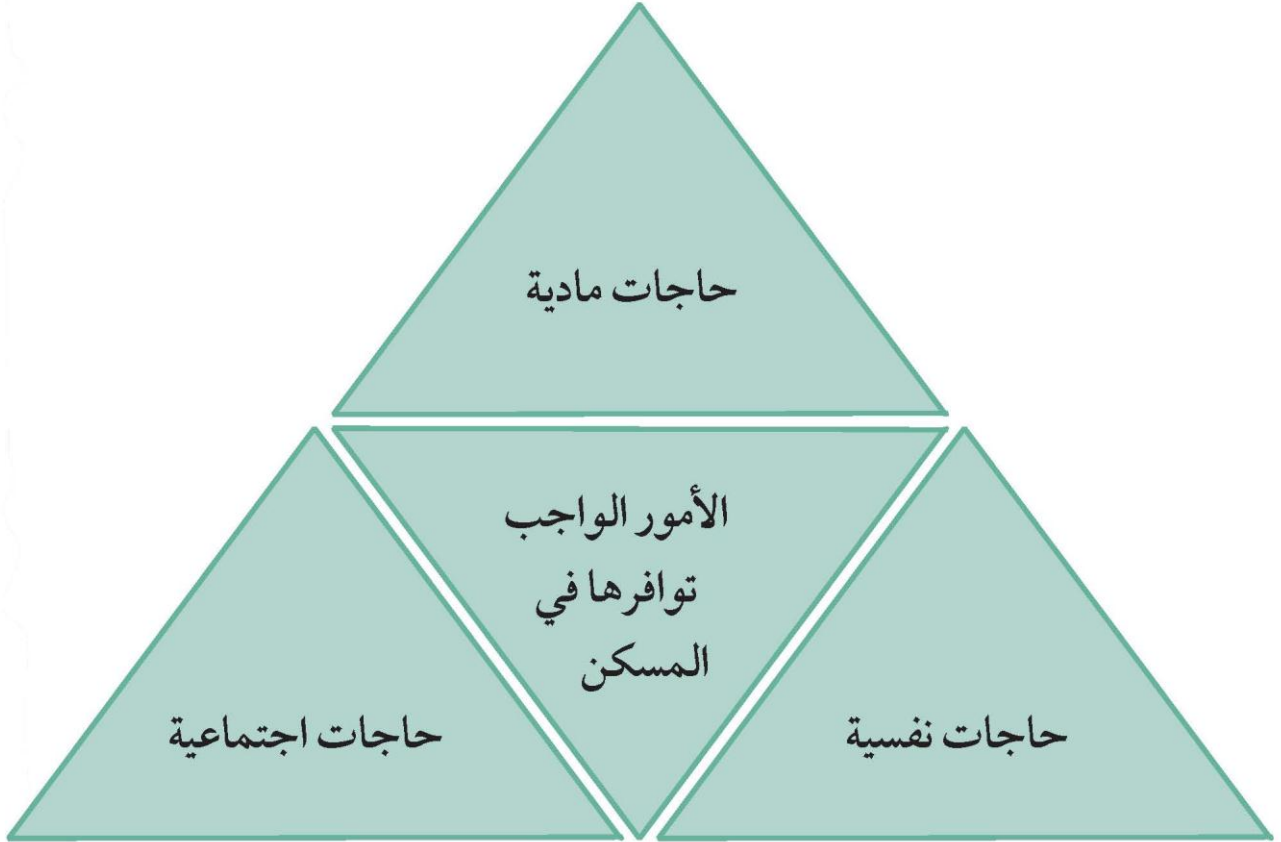 حاجات مادية
الأمور الواجب
توافرها في
المسكن
حاجات نفسية
حاجات اجتماعية